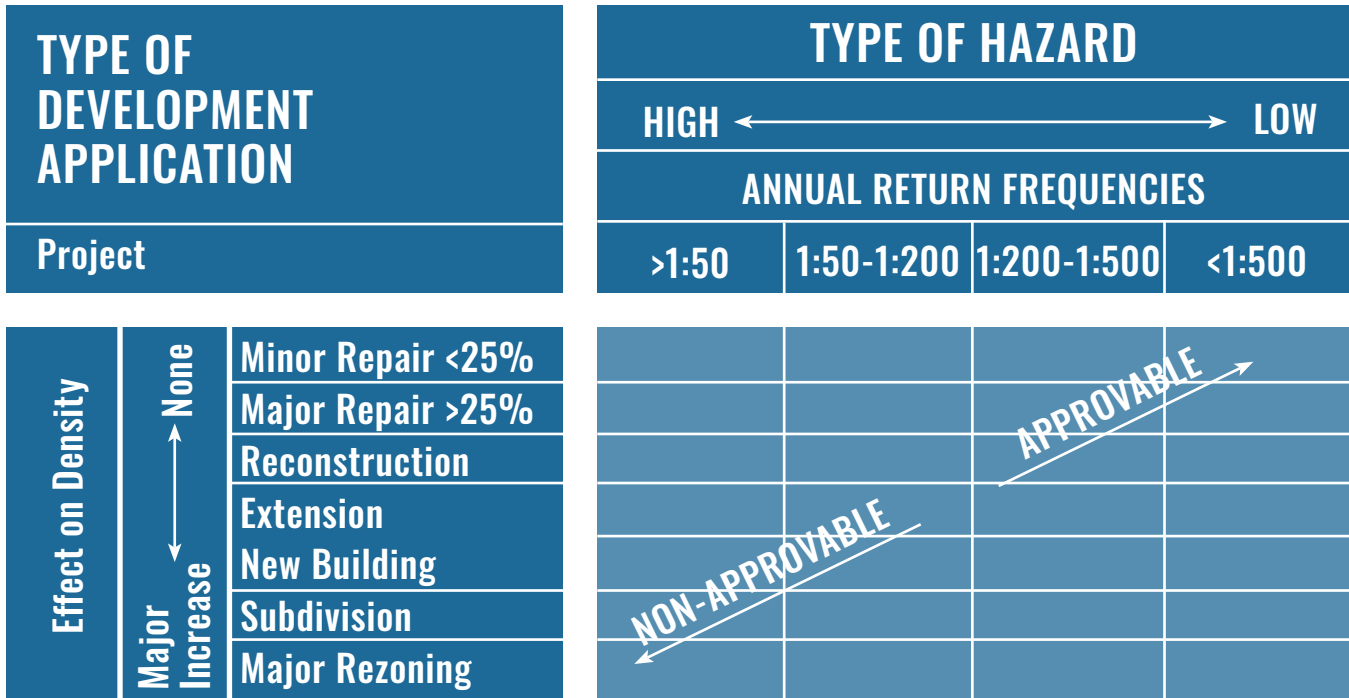 TYPE OF
DEVELOPMENT
APPLICATION
Project
TYPE OF HAZARD
HIGH
LOW
ANNUAL RETURN FREQUENCIES
>1:50
1:50-1:200
1:200-1:500
<1:500
Effect on Density
None
Major
Increase
Minor Repair <25%
Major Repair >25%
Reconstruction
Extension
New Building
Subdivision
Major Rezoning
APPROVABLE
NON-APPROVABLE